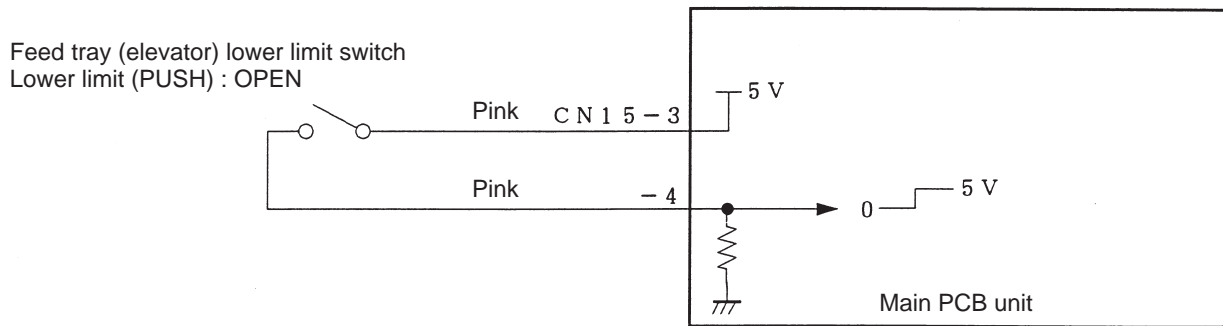 Feed tray (elevator) lower limit switch
Lower limit (PUSH) : OPEN
Pink CN15-3
5 V
Pink -4
0 5 V
Main PCB unit